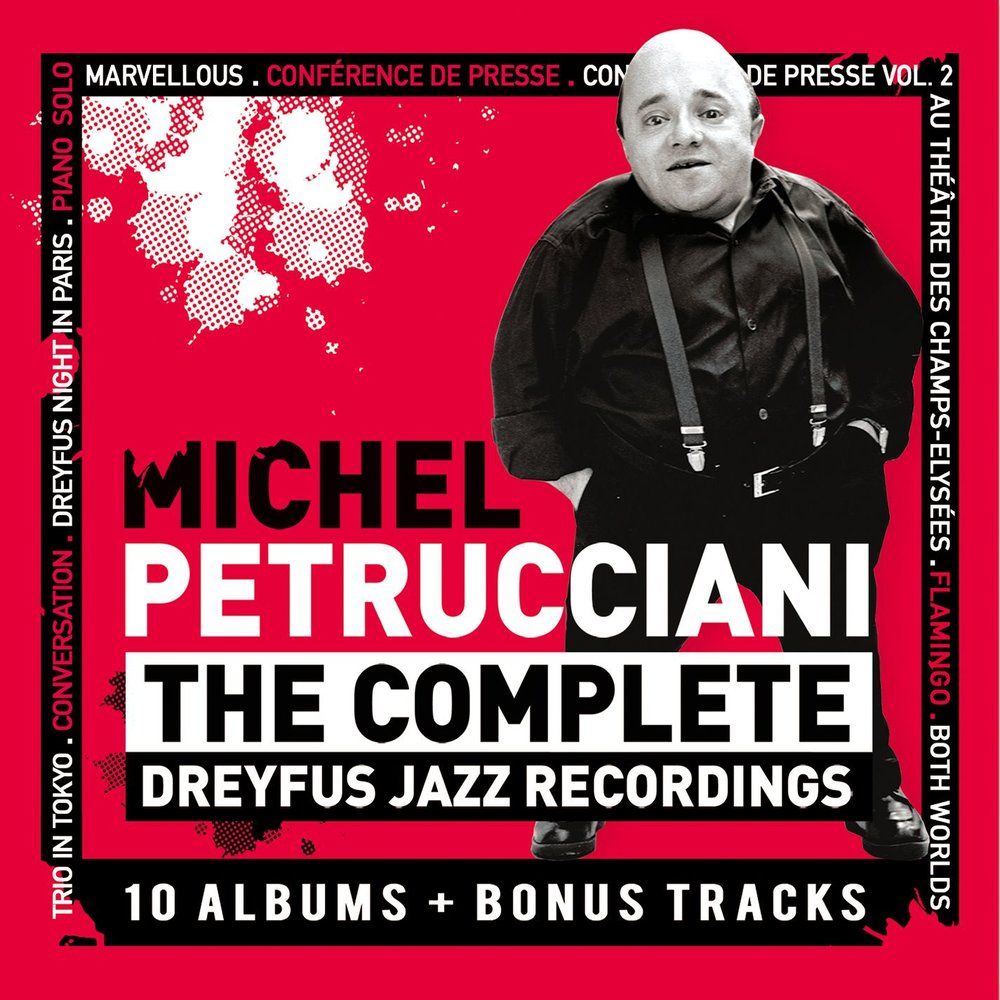 MARVELLOUS . CONFÉRENCE DE PRESSE . CON DE PRESSE VOL. 2
AU THÉÂTRE DES CHAMPS-ELYSÉES . FLAMINGO . BOTH WORLDS
TRIO IN TOKYO . CONVERSATION . DREYFUS NIGHT IN PARIS . PIANO SOLO
MICHEL
PETRUCCIANI
THE COMPLETE
DREYFUS JAZZ RECORDINGS
10 ALBUMS + BONUS TRACKS